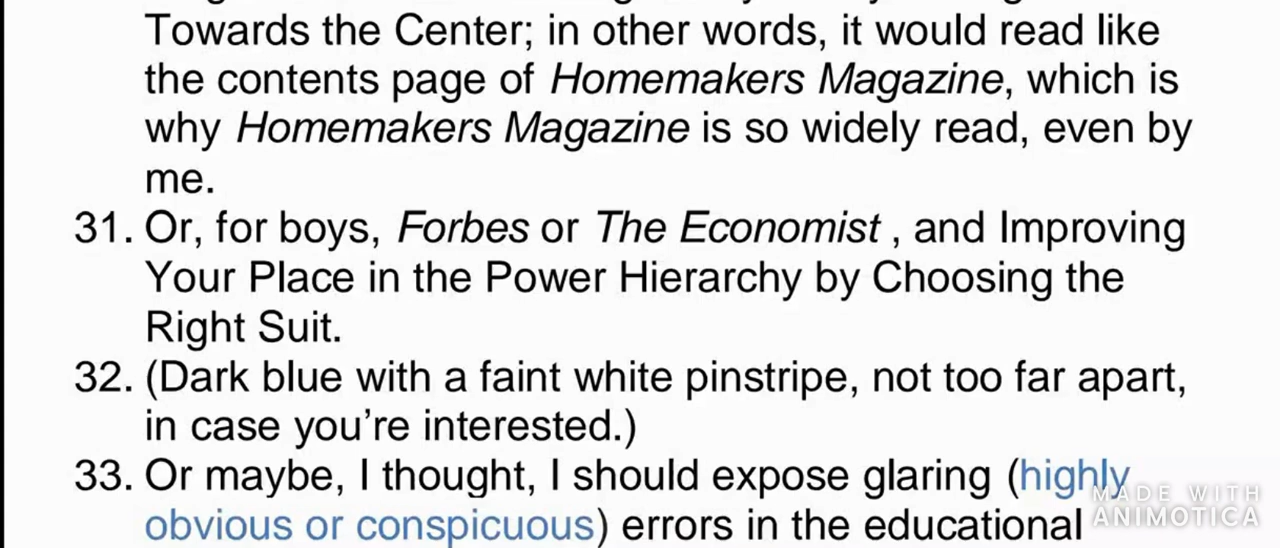 Towards the Center; in other words, it would read like
the contents page of Homemakers Magazine, which is
why Homemakers Magazine is so widely read, even by
me.
31. Or, for boys, Forbes or The Economist , and Improving
Your Place in the Power Hierarchy by Choosing the
Right Suit.
32. (Dark blue with a faint white pinstripe, not too far apart,
in case you're interested.)
33. Or maybe, I thought, I should expose glaring (highly
obvious or conspicuous) errors in the educational
MADE WITH
ANIMOTICA